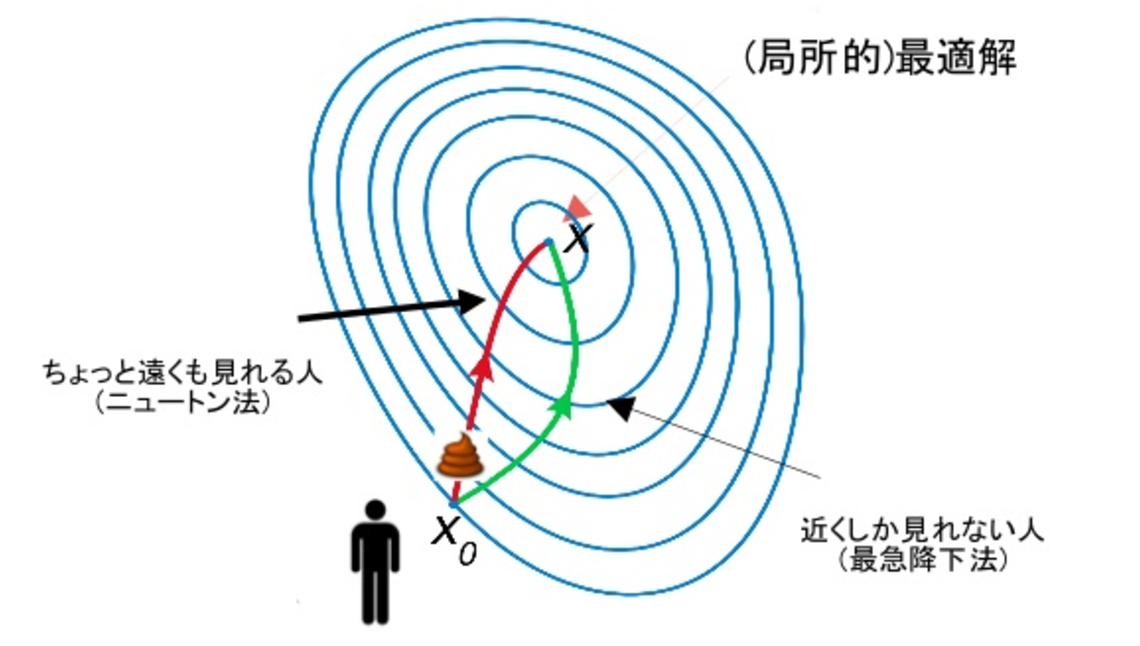 (局所的)最適解
X
ちょっと遠くも見れる人
(ニュートン法)
X0
近くしか見れない人
(最急降下法)